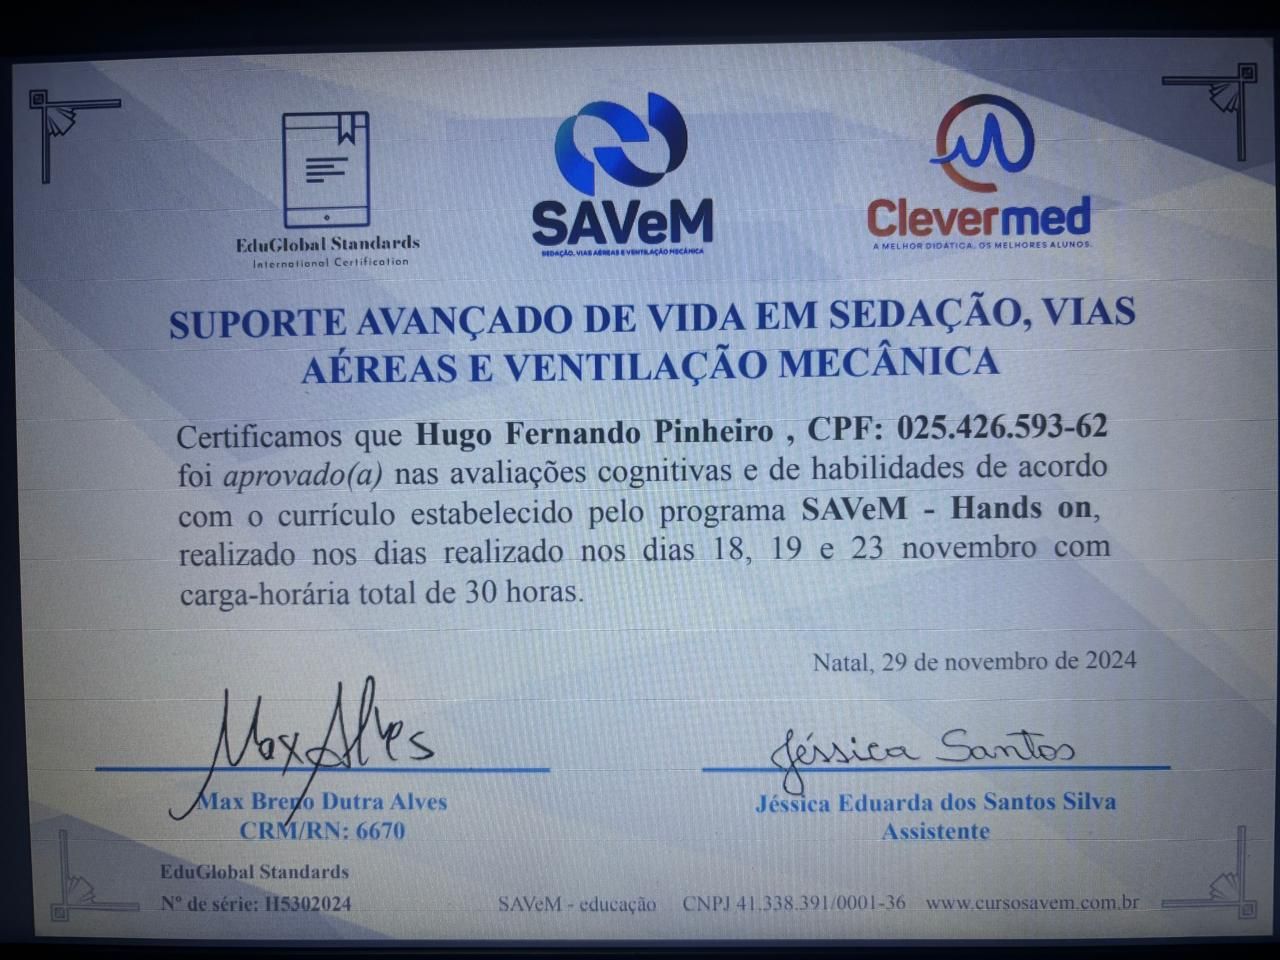 EduGlobal Standards
International Certification
SAVeM
SEDAÇÃO, VIAS AÉREAS E VENTILAÇÃO MECÂNICA
Clevermed
A MELHOR DIDÁTICA. OS MELHORES ALUNOS.
SUPORTE AVANÇADO DE VIDA EM SEDAÇÃO, VIAS
AÉREAS E VENTILAÇÃO MECÂNICA
Certificamos que Hugo Fernando Pinheiro , CPF: 025.426.593-62
foi aprovado(a) nas avaliações cognitivas e de habilidades de acordo
com o currículo estabelecido pelo programa SAVeM - Hands on,
realizado nos dias realizado nos dias 18, 19 e 23 novembro com
carga-horária total de 30 horas.
Natal, 29 de novembro de 2024
Max Alves
Jéssica Santos
Max Breno Dutra Alves
CRM/RN: 6670
Jéssica Eduarda dos Santos Silva
Assistente
EduGlobal Standards
Nº de série: H5302024
SAVeM - educação CNPJ 41.338.391/0001-36 www.cursosavem.com.br